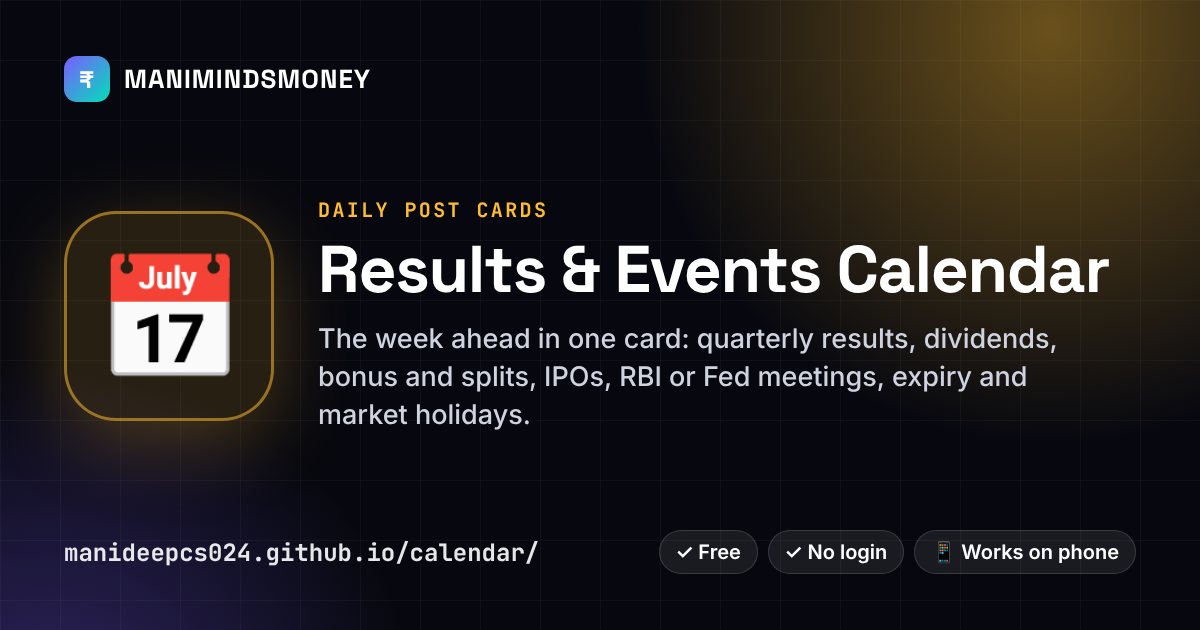 ₹ MANIMINDSMONEY
DAILY POST CARDS
July
17
Results & Events Calendar
The week ahead in one card: quarterly results, dividends,
bonus and splits, IPOs, RBI or Fed meetings, expiry and
market holidays.
manideepcs024.github.io/calendar/
✓ Free
✓ No login
📱 Works on phone